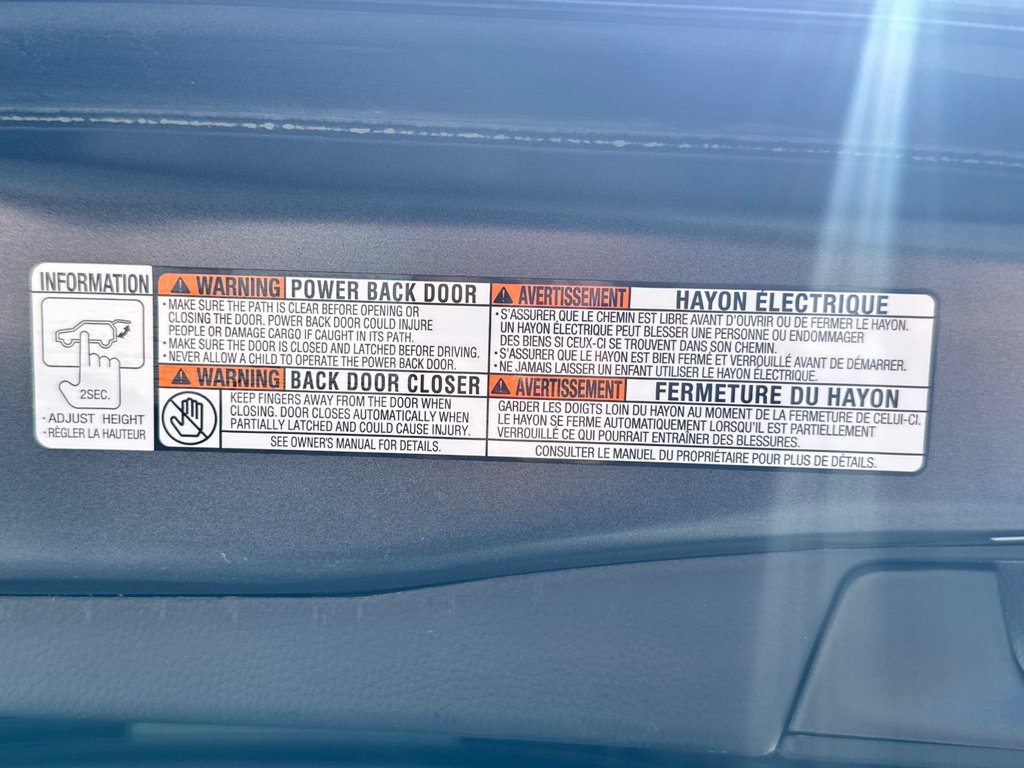 INFORMATION
2SEC.
· ADJUST HEIGHT
· RÉGLER LA HAUTEUR
WARNING POWER BACK DOOR
· MAKE SURE THE PATH IS CLEAR BEFORE OPENING OR
CLOSING THE DOOR. POWER BACK DOOR COULD INJURE
PEOPLE OR DAMAGE CARGO IF CAUGHT IN ITS PATH.
· MAKE SURE THE DOOR IS CLOSED AND LATCHED BEFORE DRIVING.
· NEVER ALLOW A CHILD TO OPERATE THE POWER BACK DOOR.
WARNING BACK DOOR CLOSER
KEEP FINGERS AWAY FROM THE DOOR WHEN
CLOSING. DOOR CLOSES AUTOMATICALLY WHEN
PARTIALLY LATCHED AND COULD CAUSE INJURY.
SEE OWNER'S MANUAL FOR DETAILS.
AVERTISSEMENT HAYON ÉLECTRIQUE
· S'ASSURER QUE LE CHEMIN EST LIBRE AVANT D'OUVRIR OU DE FERMER LE HAYON.
UN HAYON ÉLECTRIQUE PEUT BLESSER UNE PERSONNE OU ENDOMMAGER
DES BIENS SI CEUX-CI SE TROUVENT DANS SON CHEMIN.
· S'ASSURER QUE LE HAYON EST BIEN FERMÉ ET VERROUILLÉ AVANT DE DÉMARRER.
· NE JAMAIS LAISSER UN ENFANT UTILISER LE HAYON ÉLECTRIQUE.
AVERTISSEMENT FERMETURE DU HAYON
GARDER LES DOIGTS LOIN DU HAYON AU MOMENT DE LA FERMETURE DE CELUI-CI.
LE HAYON SE FERME AUTOMATIQUEMENT LORSQU'IL EST PARTIELLEMENT
VERROUILLÉ CE QUI POURRAIT ENTRAÎNER DES BLESSURES.
CONSULTER LE MANUEL DU PROPRIÉTAIRE POUR PLUS DE DÉTAILS.